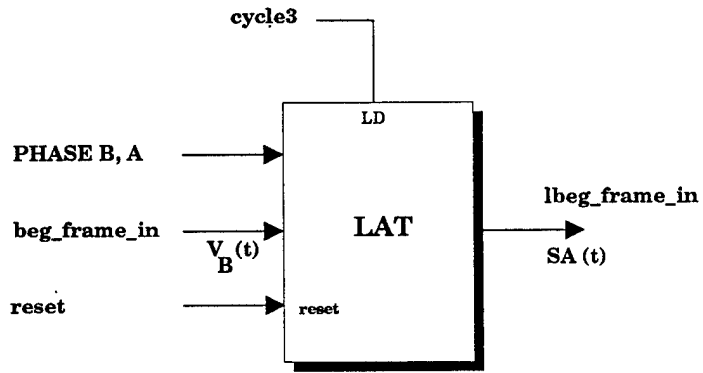 cycle3
LD
PHASE B, A
lbeg_frame_in
beg_frame_in
LAT
V_B (t)
SA (t)
reset
reset